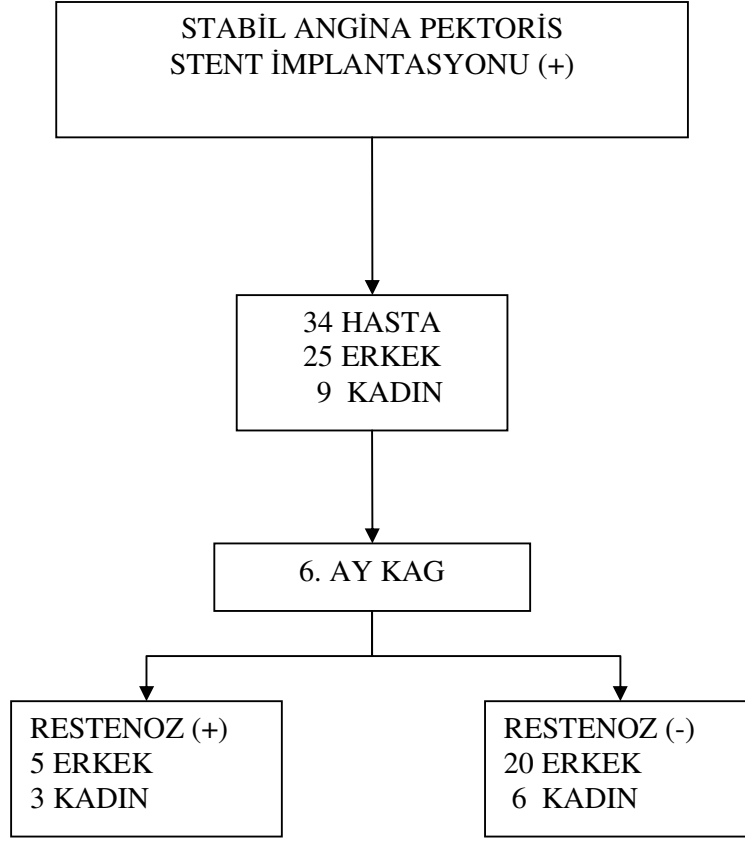 STABİL ANGİNA PEKTORİS
STENT İMPLANTASYONU (+)
34 HASTA
25 ERKEK
9 KADIN
6. AY KAG
RESTENOZ (+)
5 ERKEK
3 KADIN
RESTENOZ (-)
20 ERKEK
6 KADIN